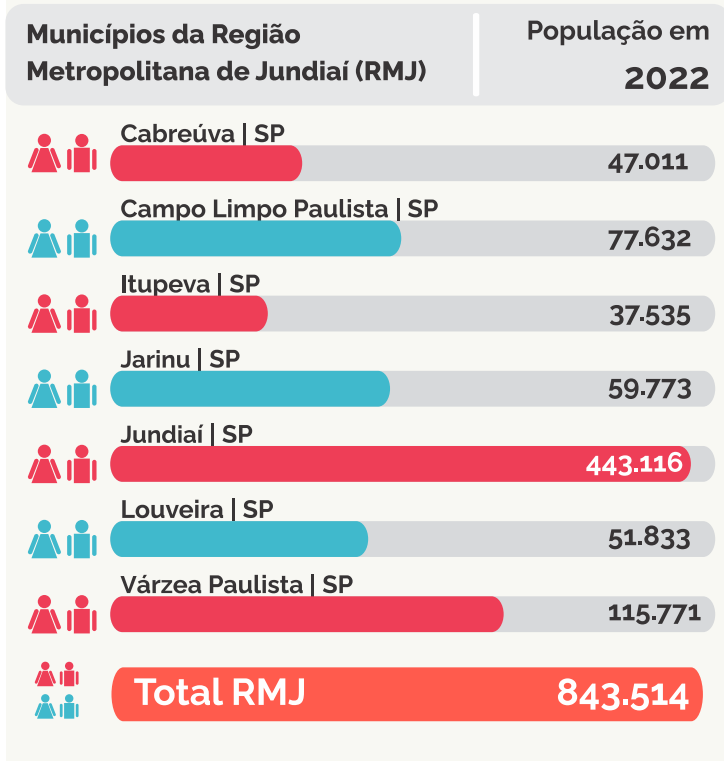 Municípios da Região
Metropolitana de Jundiaí (RMJ)
População em
2022
Cabreúva | SP
47.011
Campo Limpo Paulista | SP
77.632
Itupeva | SP
37.535
Jarinu | SP
59.773
Jundiaí | SP
443.116
Louveira | SP
51.833
Várzea Paulista | SP
115.771
Total RMJ
843.514